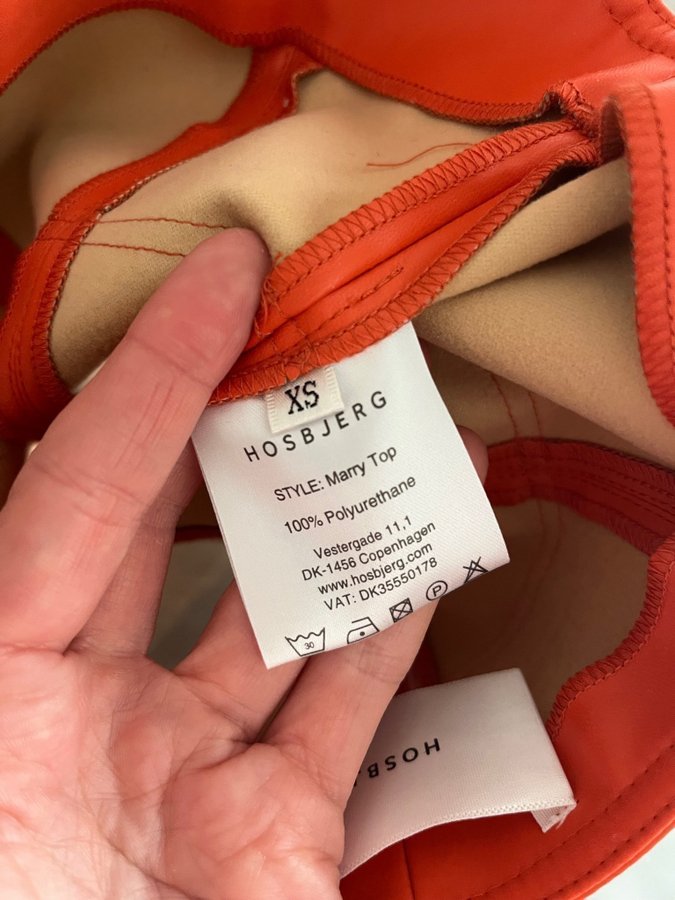 XS
HOSBJERG
STYLE: Marry Top
100% Polyurethane
Vestergade 11,1
DK-1456 Copenhagen
www.hosbjerg.com
VAT: DK35550178
30
P
HOSB